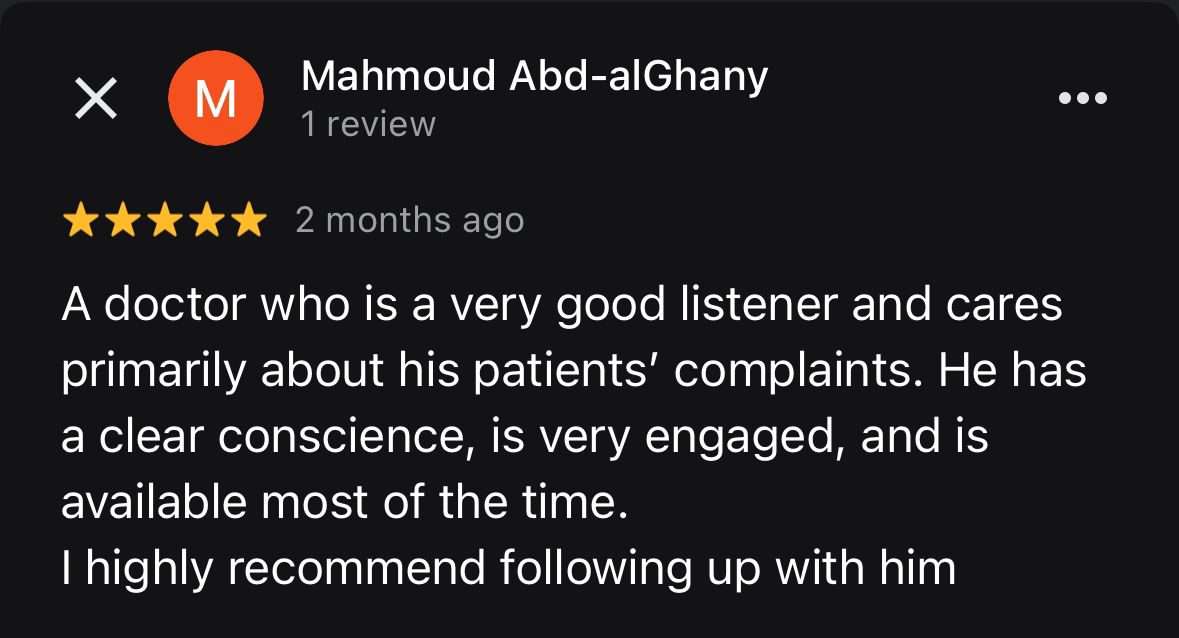 M
Mahmoud Abd-alGhany
1 review
2 months ago
A doctor who is a very good listener and cares
primarily about his patients’ complaints. He has
a clear conscience, is very engaged, and is
available most of the time.
I highly recommend following up with him